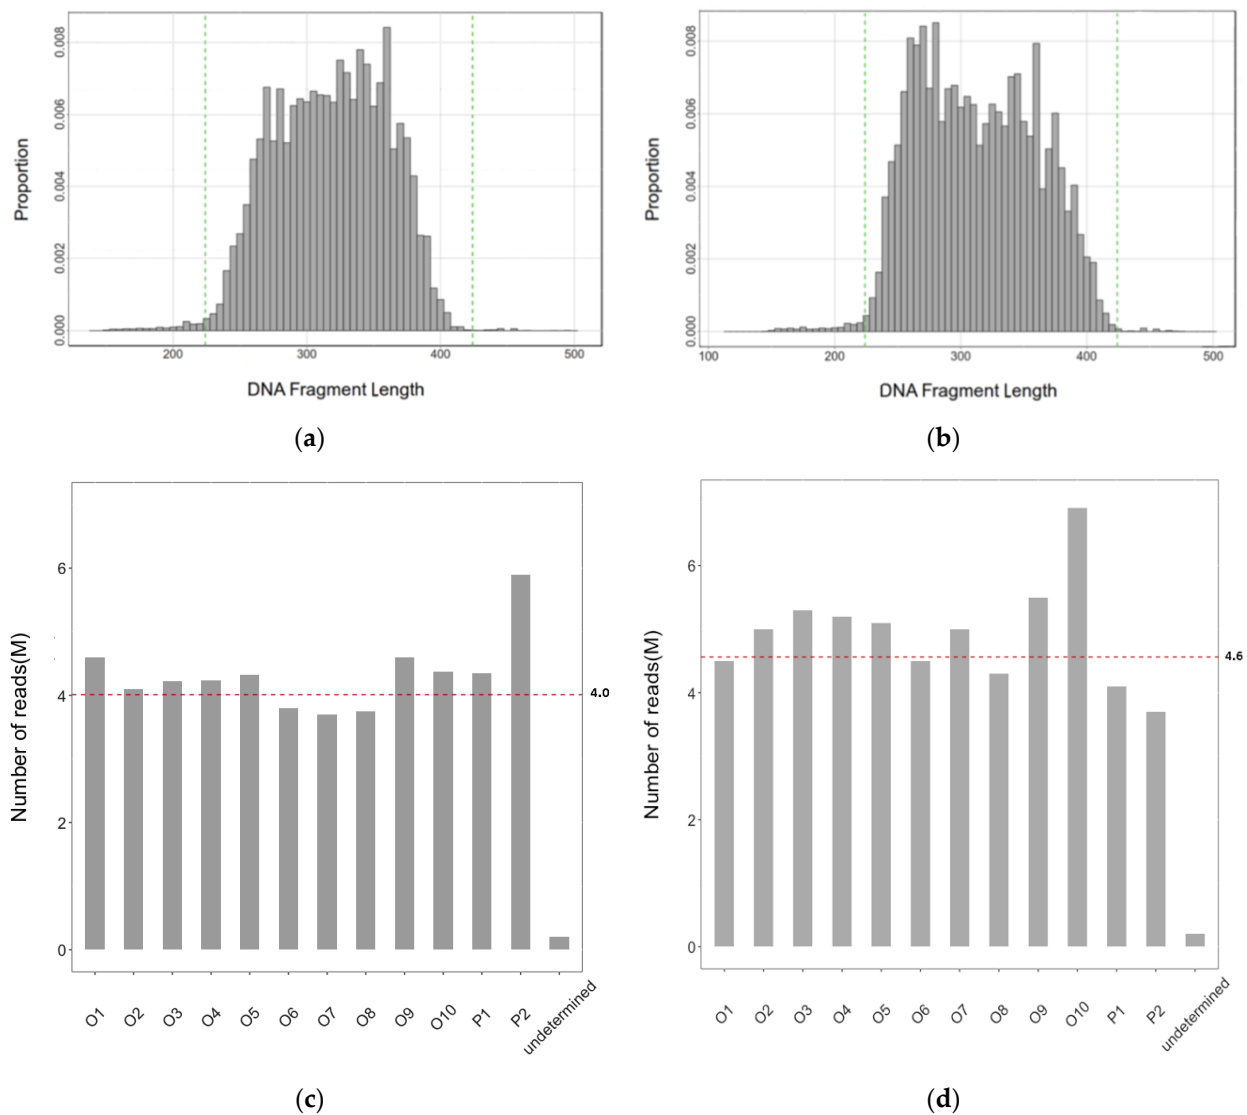 Proportion
0.000 0.002 0.004 0.006 0.008
200 300 400 500
DNA Fragment Length
(a)
Proportion
0.000 0.002 0.004 0.006 0.008
100 200 300 400 500
DNA Fragment Length
(b)
Number of reads(M)
6
4
2
0
4.0
O1 O2 O3 O4 O5 O6 O7 O8 O9 O10 P1 P2 undetermined
(c)
Number of reads(M)
6
4
2
0
4.6
O1 O2 O3 O4 O5 O6 O7 O8 O9 O10 P1 P2 undetermined
(d)